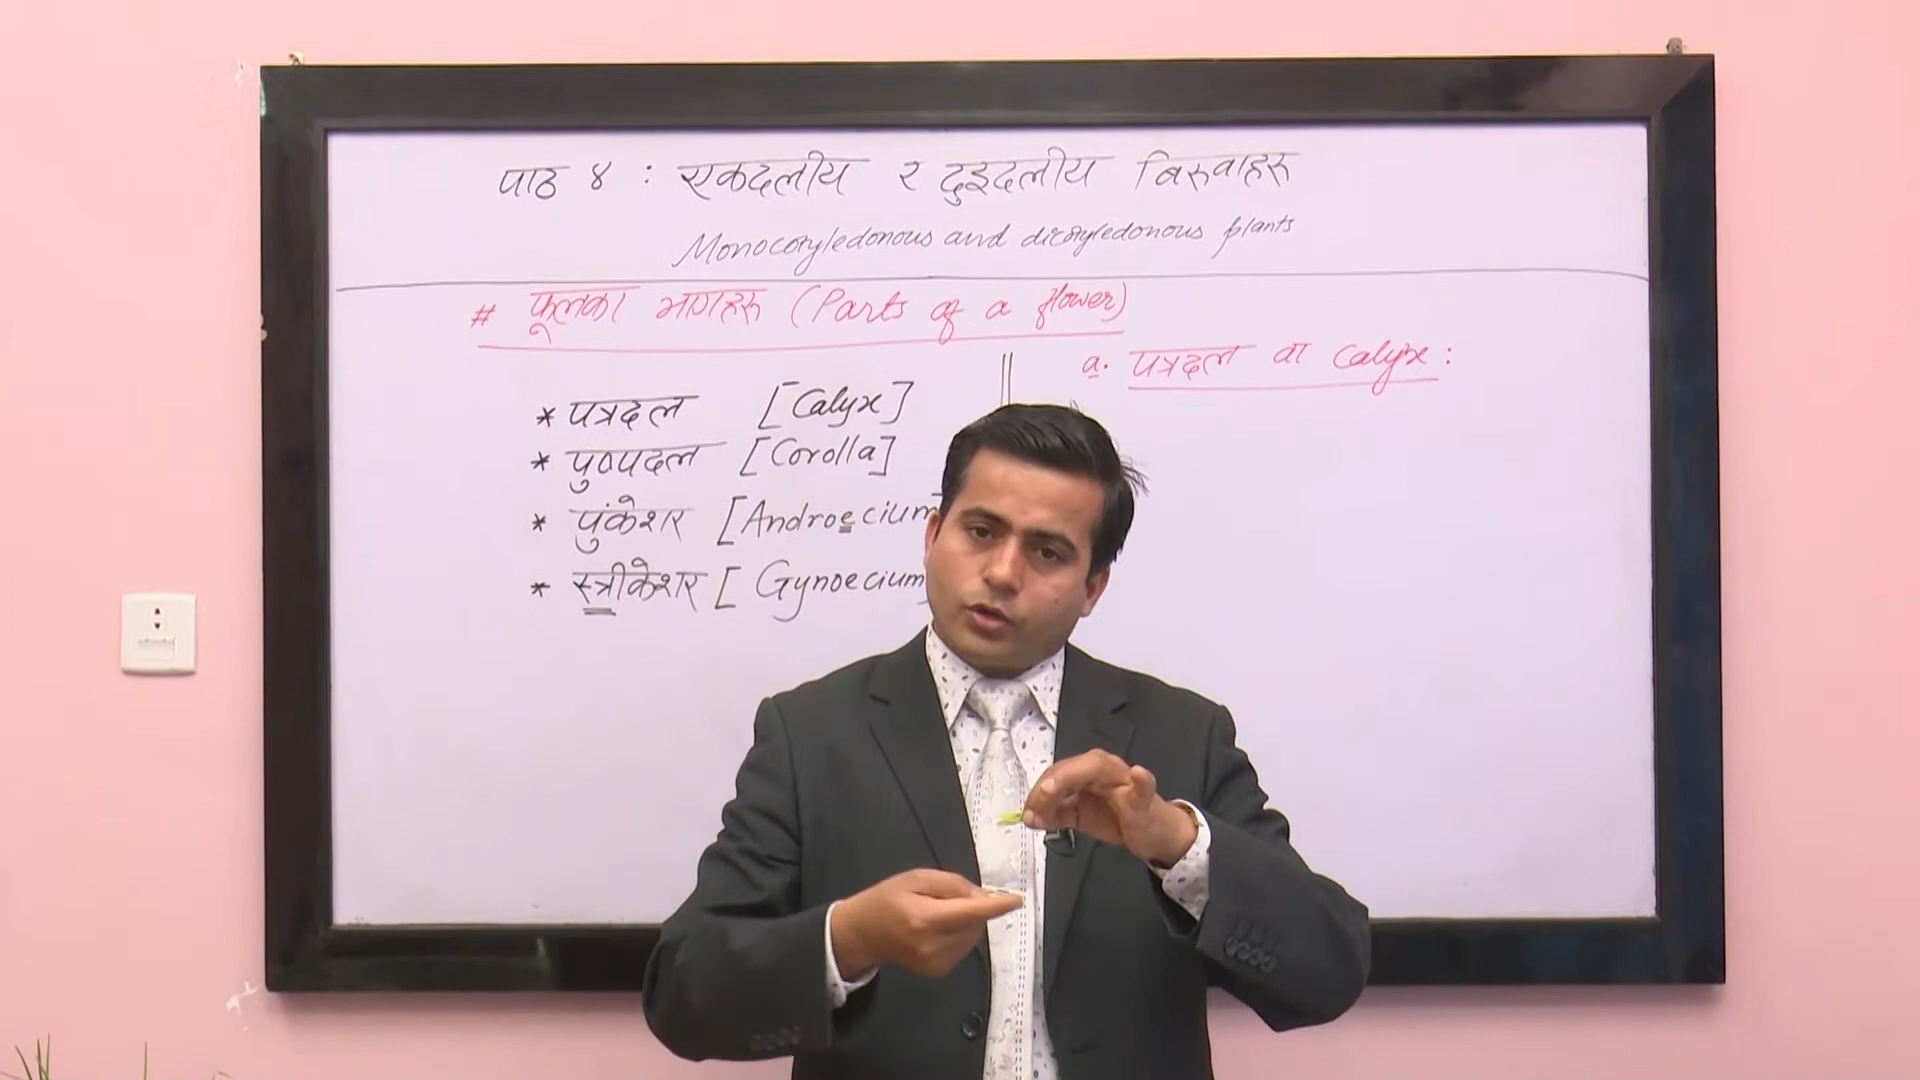 पाठ ४ : एकदलीय र दुइदलीय बिरुवाहरु
Monocotyledonous and dicotyledonous plants
# फूलका भागहरु (Parts of a flower)
* पत्रदल [Calyx]
* पुष्पदल [Corolla]
* पुंकेशर [Androecium]
* स्त्रीकेशर [Gynoecium]
a. पत्रदल वा Calyx :